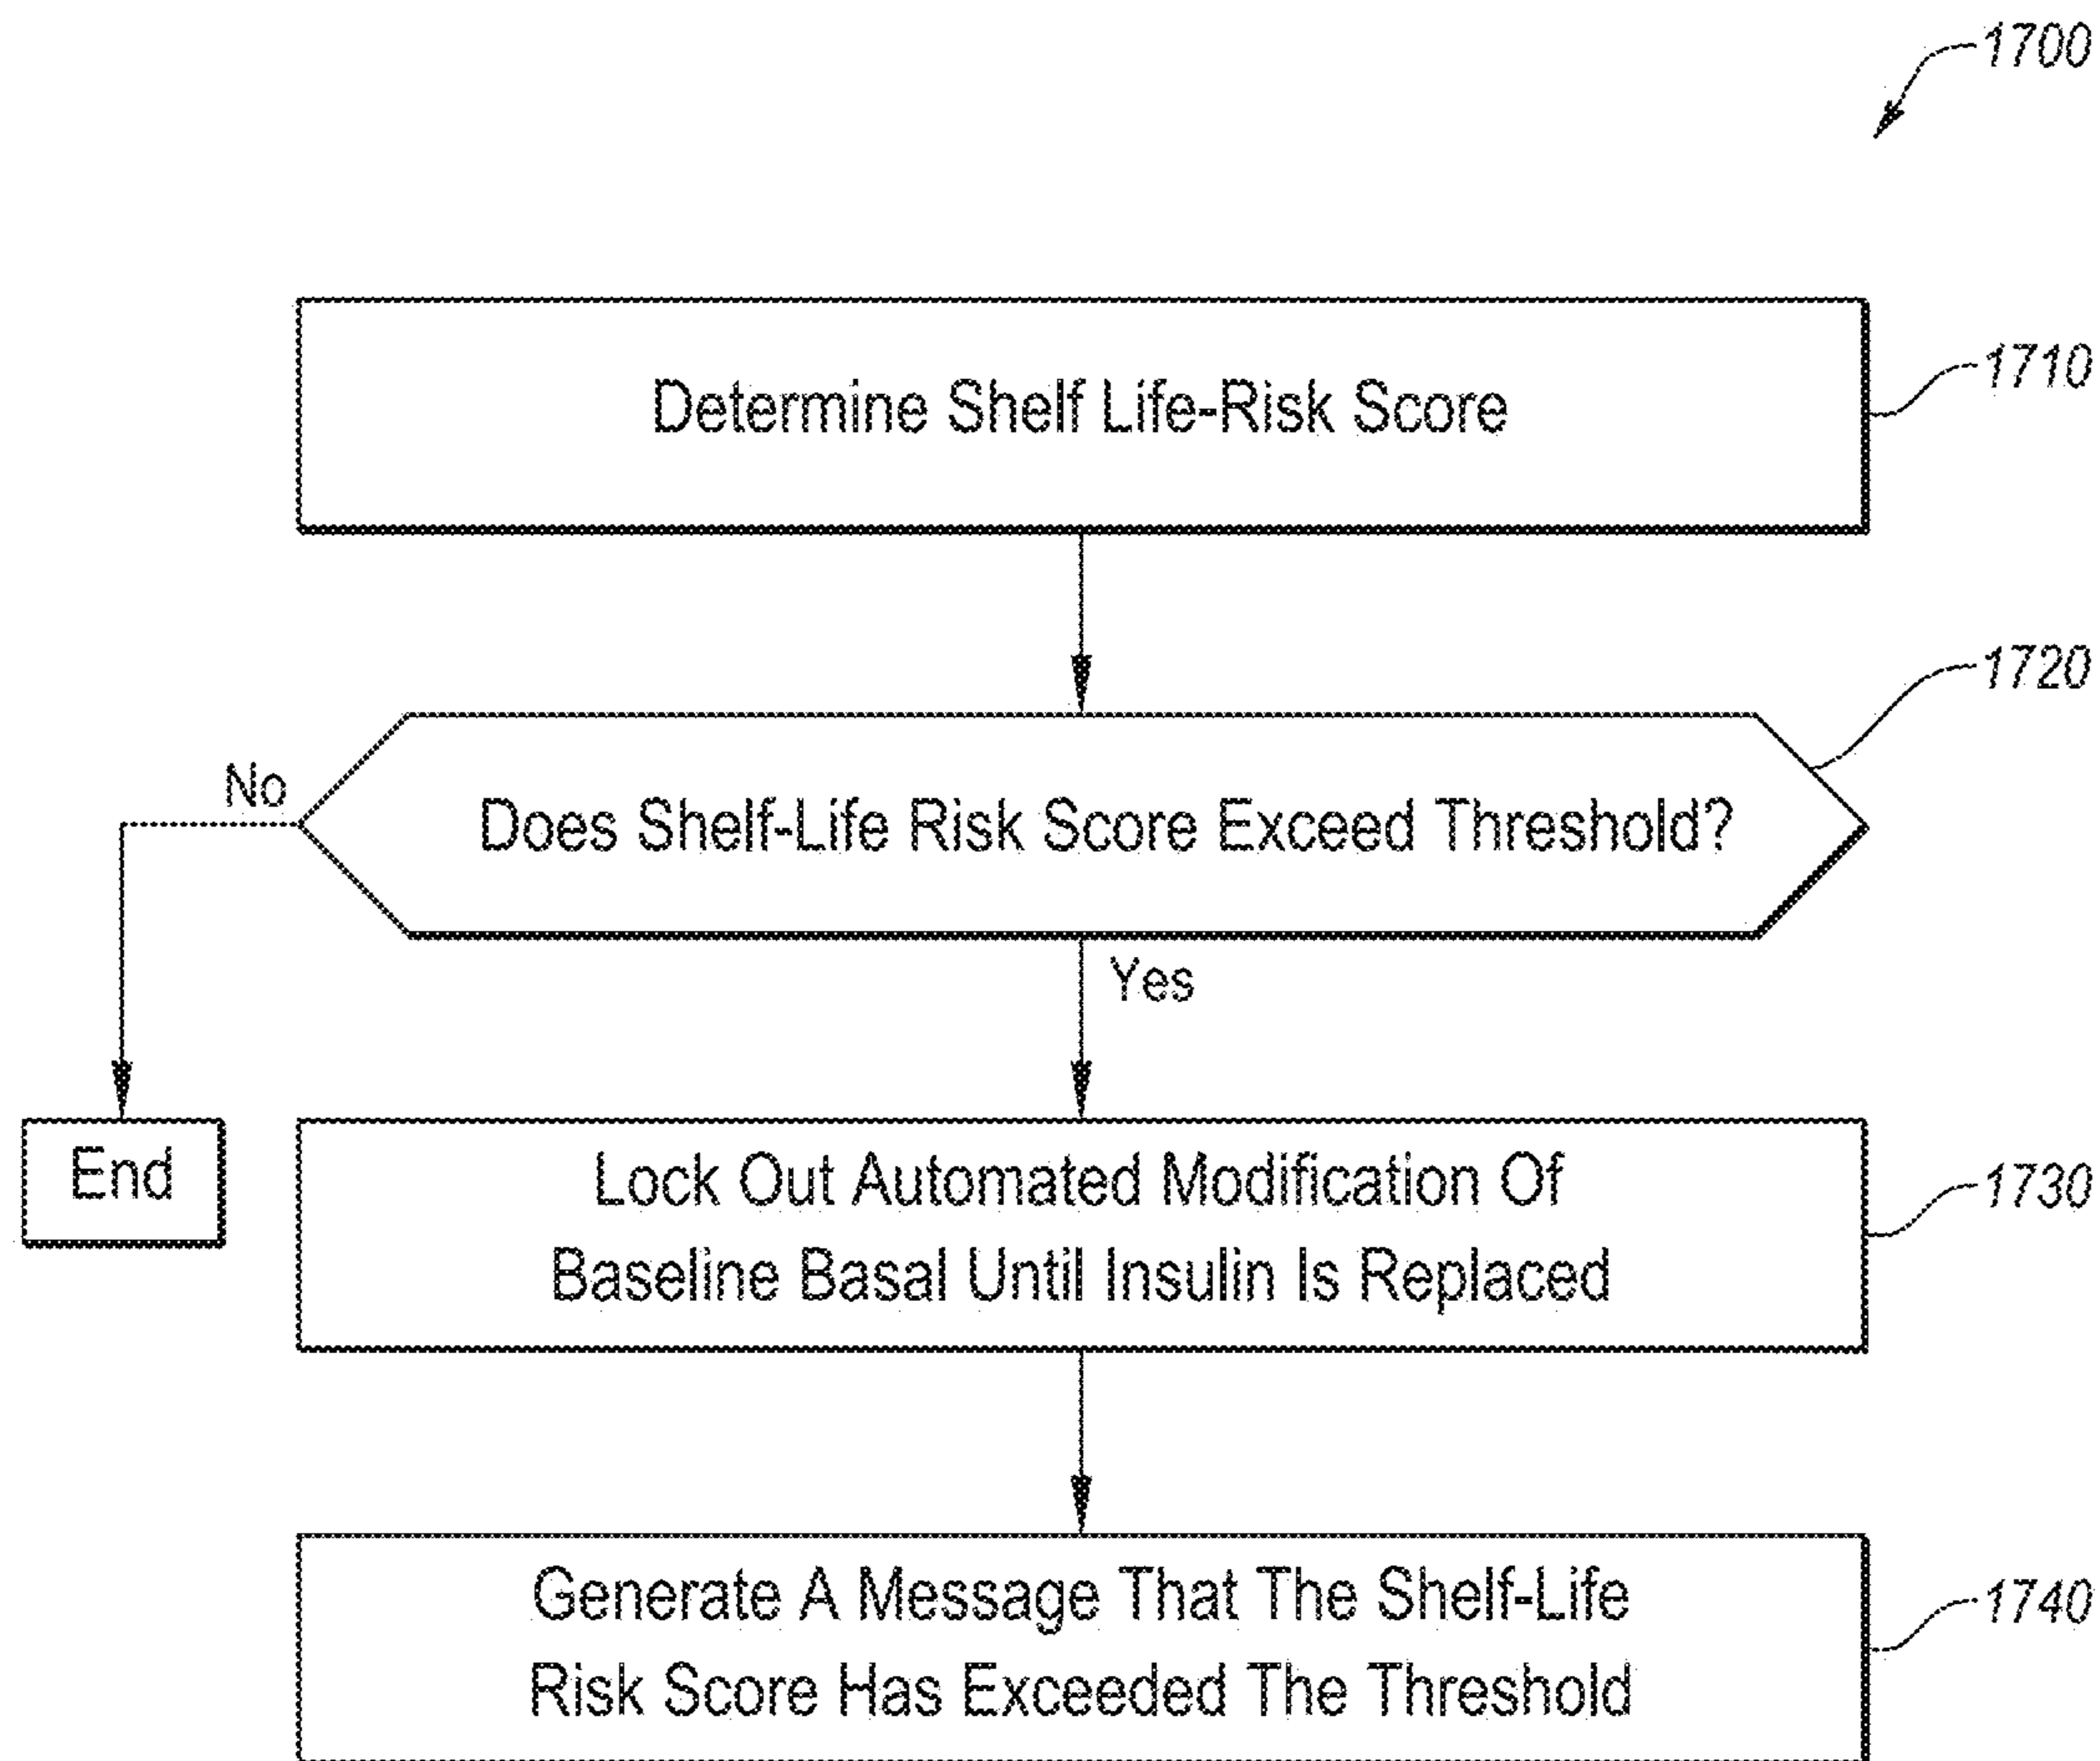 1700
Determine Shelf Life-Risk Score
1710
1720
No
Does Shelf-Life Risk Score Exceed Threshold?
Yes
End
Lock Out Automated Modification Of
Baseline Basal Until Insulin Is Replaced
1730
Generate A Message That The Shelf-Life
Risk Score Has Exceeded The Threshold
1740